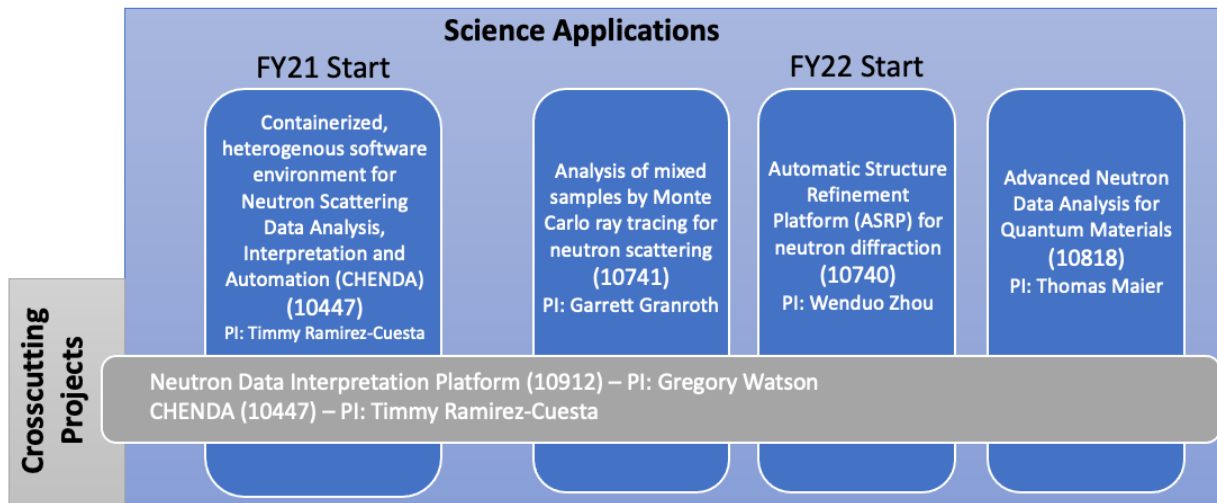 Science Applications
FY21 Start
FY22 Start
Containerized,
heterogenous software
environment for
Neutron Scattering
Data Analysis,
Interpretation and
Automation (CHENDA)
(10447)
PI: Timmy Ramirez-Cuesta
Analysis of mixed
samples by Monte
Carlo ray tracing for
neutron scattering
(10741)
PI: Garrett Granroth
Automatic Structure
Refinement
Platform (ASRP) for
neutron diffraction
(10740)
PI: Wenduo Zhou
Advanced Neutron
Data Analysis for
Quantum Materials
(10818)
PI: Thomas Maier
Crosscutting
Projects
Neutron Data Interpretation Platform (10912) – PI: Gregory Watson
CHENDA (10447) – PI: Timmy Ramirez-Cuesta